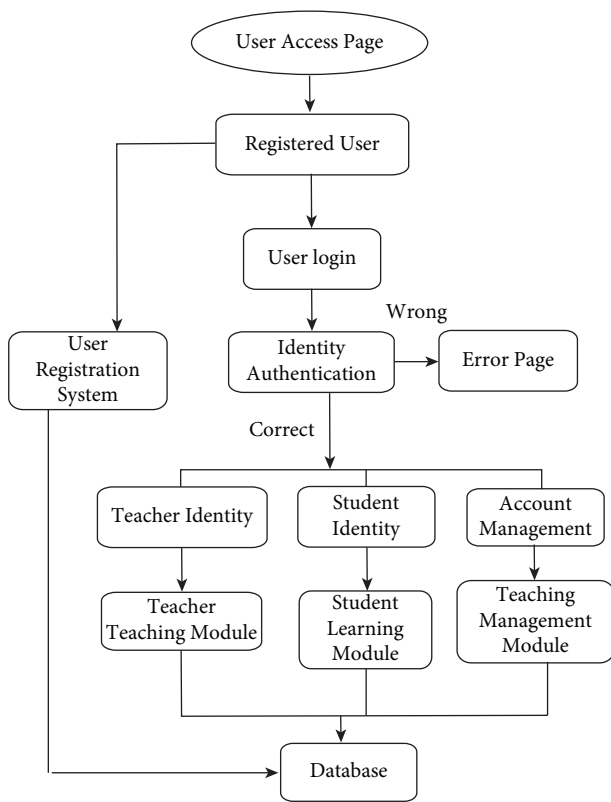 User Access Page
Registered User
User login
Wrong
User
Registration
System
Identity
Authentication
Error Page
Correct
Teacher Identity
Student
Identity
Account
Management
Teacher
Teaching Module
Student
Learning
Module
Teaching
Management
Module
Database